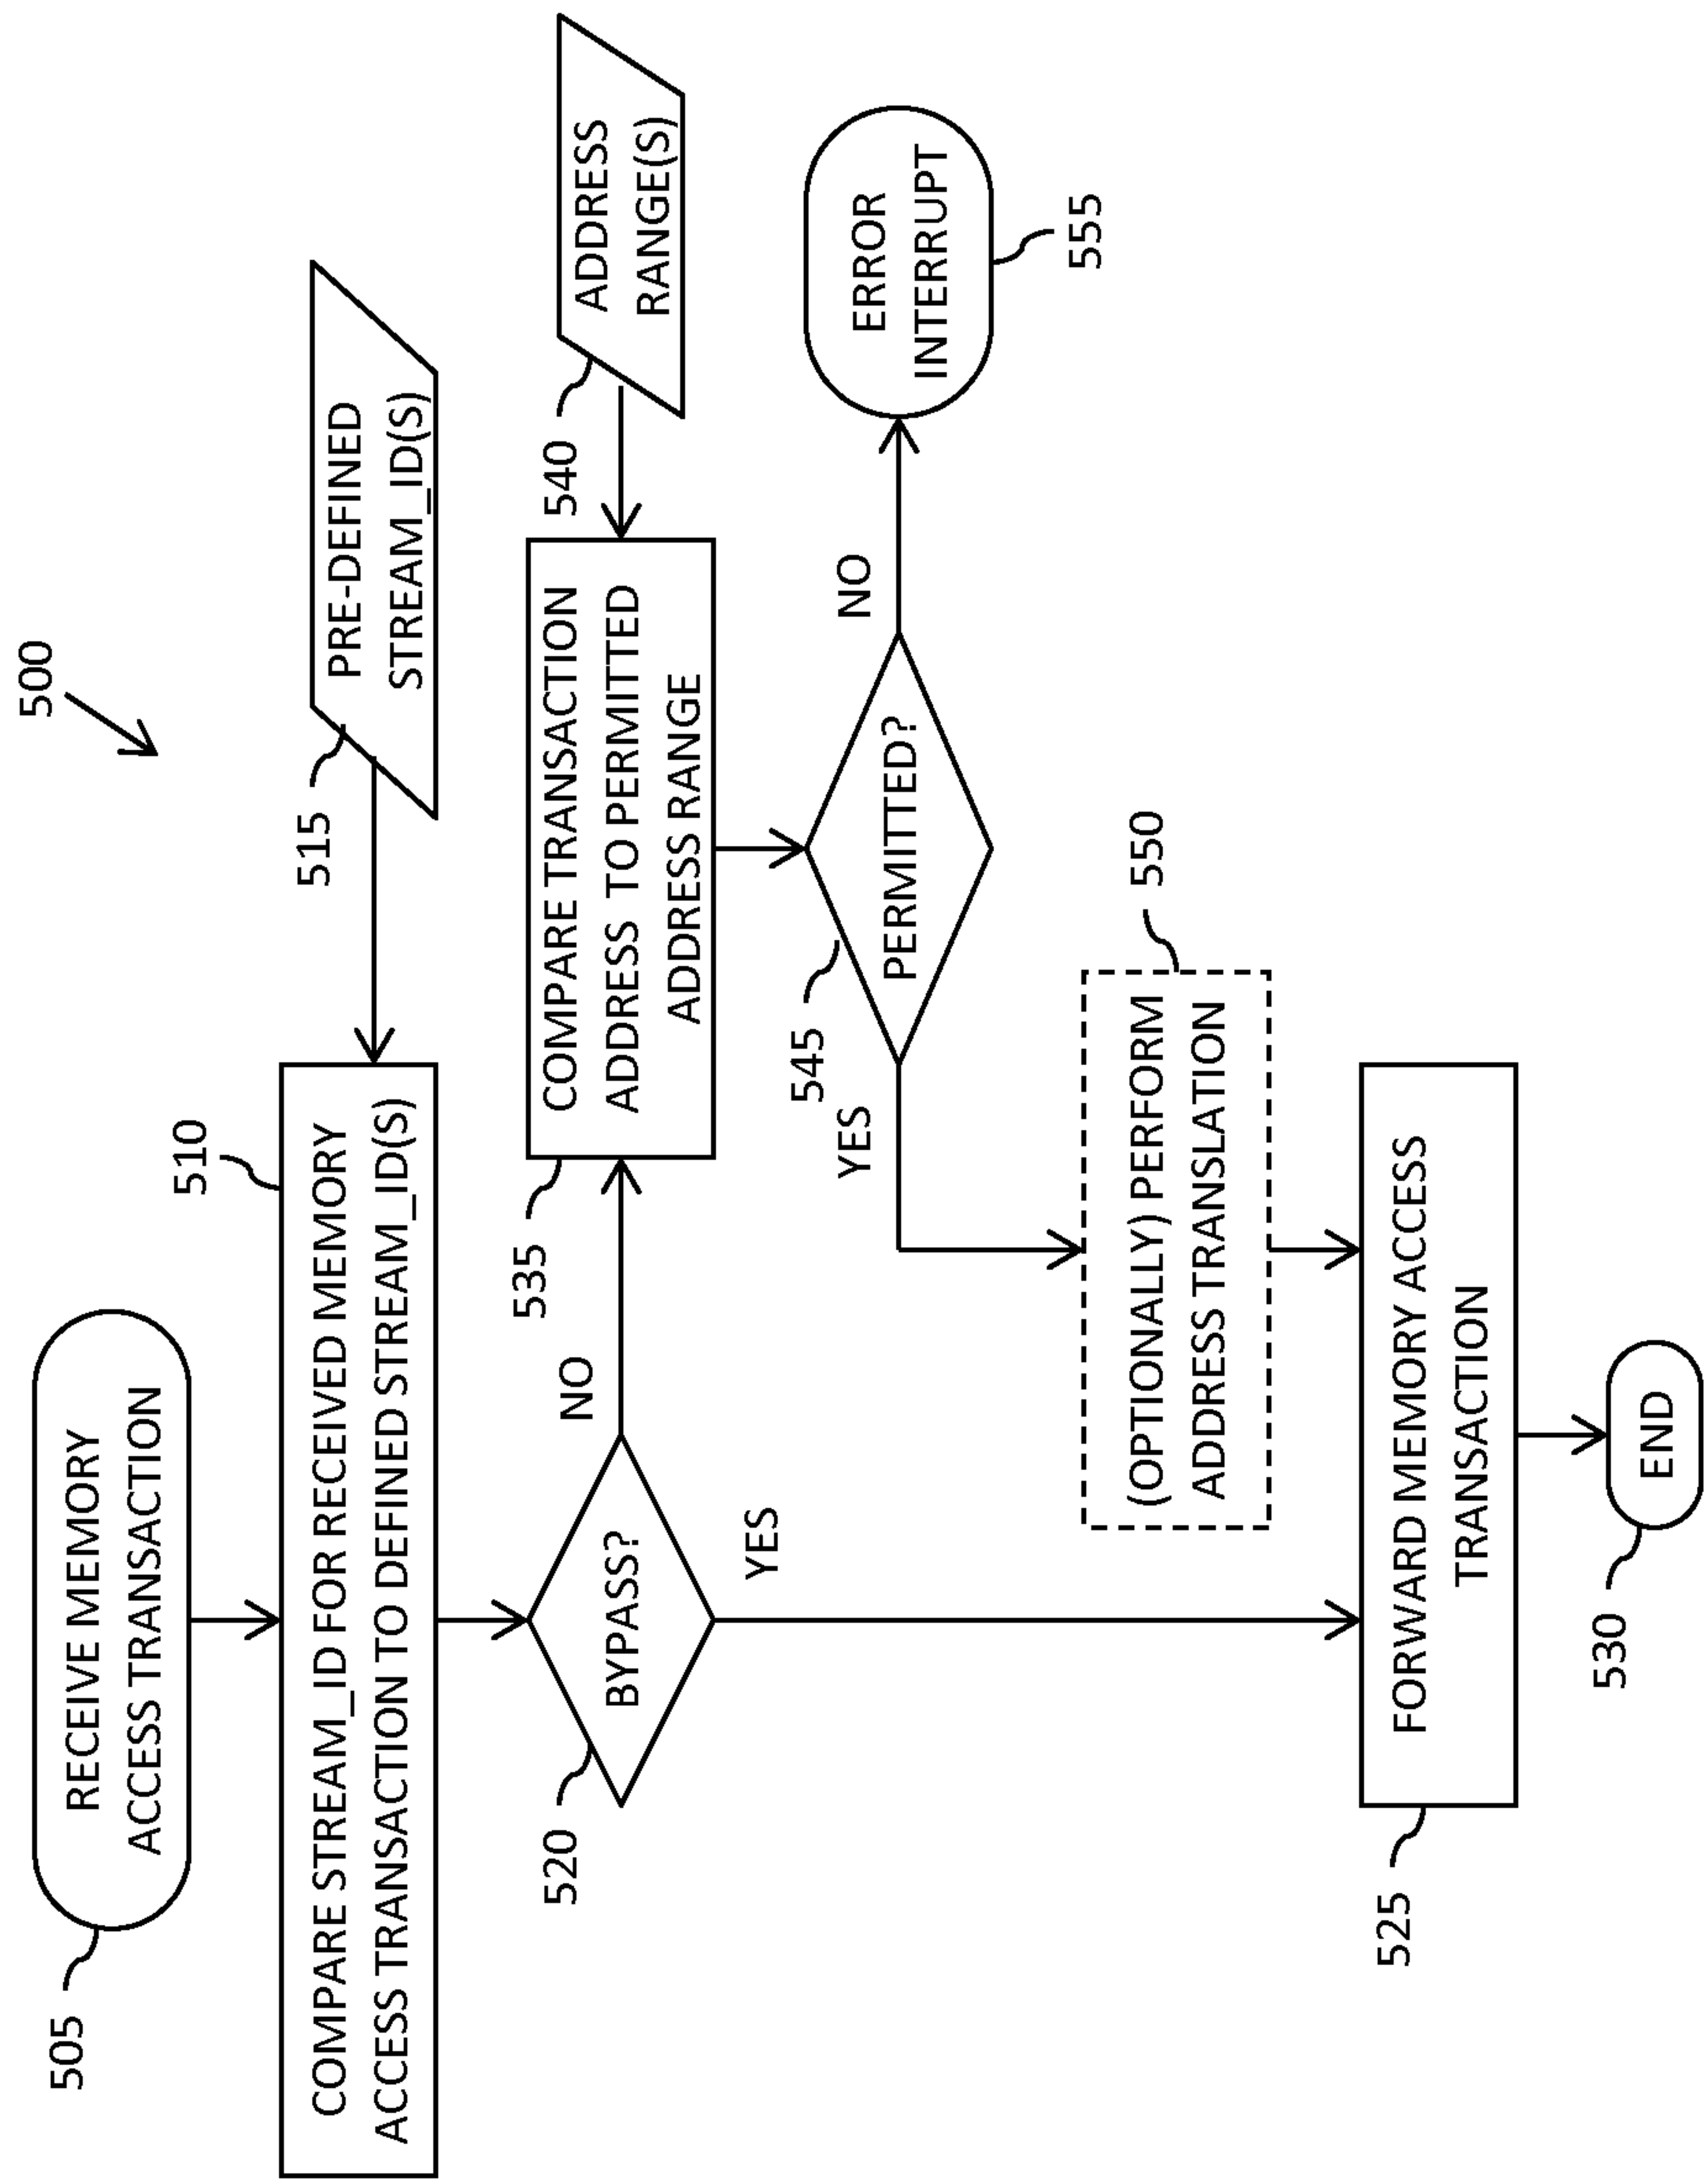 500
505
RECEIVE MEMORY
ACCESS TRANSACTION
510
COMPARE STREAM_ID FOR RECEIVED MEMORY
ACCESS TRANSACTION TO DEFINED STREAM_ID(S)
515
PRE-DEFINED
STREAM_ID(S)
520
BYPASS?
NO
YES
535
COMPARE TRANSACTION
ADDRESS TO PERMITTED
ADDRESS RANGE
540
ADDRESS
RANGE(S)
545
PERMITTED?
YES
NO
ERROR
INTERRUPT
555
550
(OPTIONALLY) PERFORM
ADDRESS TRANSLATION
525
FORWARD MEMORY ACCESS
TRANSACTION
530
END